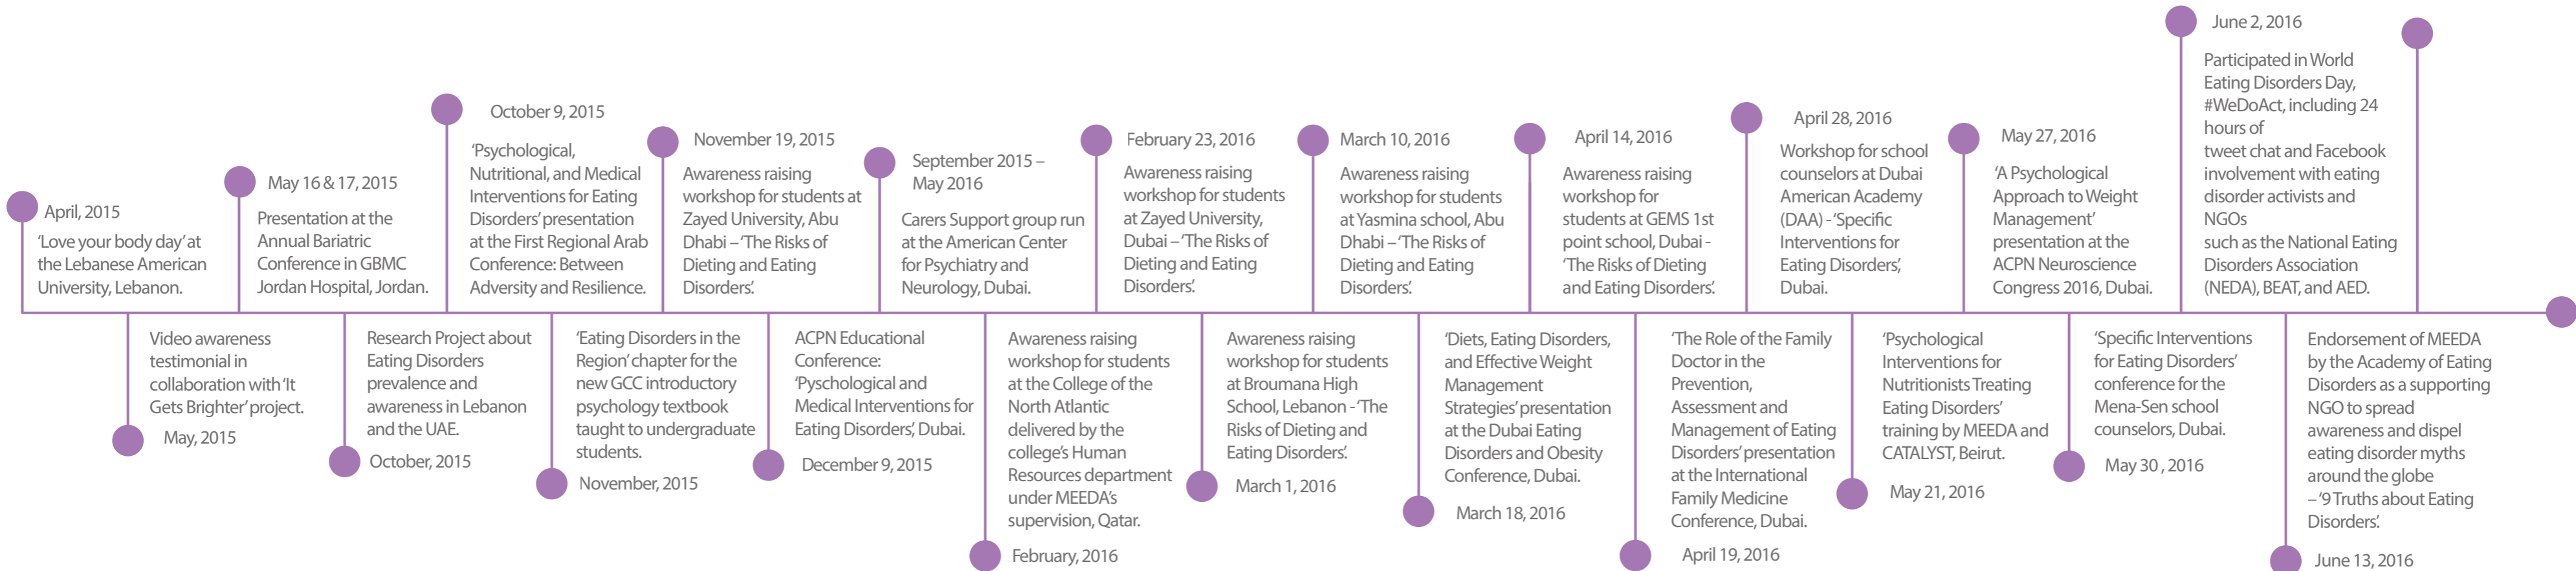 April, 2015
‘Love your body day’ at
the Lebanese American
University, Lebanon.
Video awareness
testimonial in
collaboration with ‘It
Gets Brighter’ project.
May, 2015
May 16 & 17, 2015
Presentation at the
Annual Bariatric
Conference in GBMC
Jordan Hospital, Jordan.
Research Project about
Eating Disorders
prevalence and
awareness in Lebanon
and the UAE.
October, 2015
October 9, 2015
‘Psychological,
Nutritional, and Medical
Interventions for Eating
Disorders’ presentation
at the First Regional Arab
Conference: Between
Adversity and Resilience.
‘Eating Disorders in the
Region’ chapter for the
new GCC introductory
psychology textbook
taught to undergraduate
students.
November, 2015
November 19, 2015
Awareness raising
workshop for students at
Zayed University, Abu
Dhabi – ‘The Risks of
Dieting and Eating
Disorders’.
ACPN Educational
Conference:
‘Pyschological and
Medical Interventions for
Eating Disorders’, Dubai.
December 9, 2015
September 2015 –
May 2016
Carers Support group run
at the American Center
for Psychiatry and
Neurology, Dubai.
Awareness raising
workshop for students
at the College of the
North Atlantic
delivered by the
college’s Human
Resources department
under MEEDA’s
supervision, Qatar.
February, 2016
February 23, 2016
Awareness raising
workshop for students
at Zayed University,
Dubai – ‘The Risks of
Dieting and Eating
Disorders’.
Awareness raising
workshop for students
at Broumana High
School, Lebanon - ‘The
Risks of Dieting and
Eating Disorders’.
March 1, 2016
March 10, 2016
Awareness raising
workshop for students
at Yasmina school, Abu
Dhabi – ‘The Risks of
Dieting and Eating
Disorders’.
‘Diets, Eating Disorders,
and Effective Weight
Management
Strategies’ presentation
at the Dubai Eating
Disorders and Obesity
Conference, Dubai.
March 18, 2016
April 14, 2016
Awareness raising
workshop for
students at GEMS 1st
point school, Dubai -
‘The Risks of Dieting
and Eating Disorders’.
‘The Role of the Family
Doctor in the
Prevention,
Assessment and
Management of Eating
Disorders’ presentation
at the International
Family Medicine
Conference, Dubai.
April 19, 2016
April 28, 2016
Workshop for school
counselors at Dubai
American Academy
(DAA) - ‘Specific
Interventions for
Eating Disorders’,
Dubai.
‘Psychological
Interventions for
Nutritionists Treating
Eating Disorders’
training by MEEDA and
CATALYST, Beirut.
May 21, 2016
May 27, 2016
‘A Psychological
Approach to Weight
Management’
presentation at the
ACPN Neuroscience
Congress 2016, Dubai.
‘Specific Interventions
for Eating Disorders’
conference for the
Mena-Sen school
counselors, Dubai.
May 30 , 2016
June 2, 2016
Participated in World
Eating Disorders Day,
#WeDoAct, including 24
hours of
tweet chat and Facebook
involvement with eating
disorder activists and
NGOs
such as the National Eating
Disorders Association
(NEDA), BEAT, and AED.
Endorsement of MEEDA
by the Academy of Eating
Disorders as a supporting
NGO to spread
awareness and dispel
eating disorder myths
around the globe
– ‘9 Truths about Eating
Disorders’.
June 13, 2016